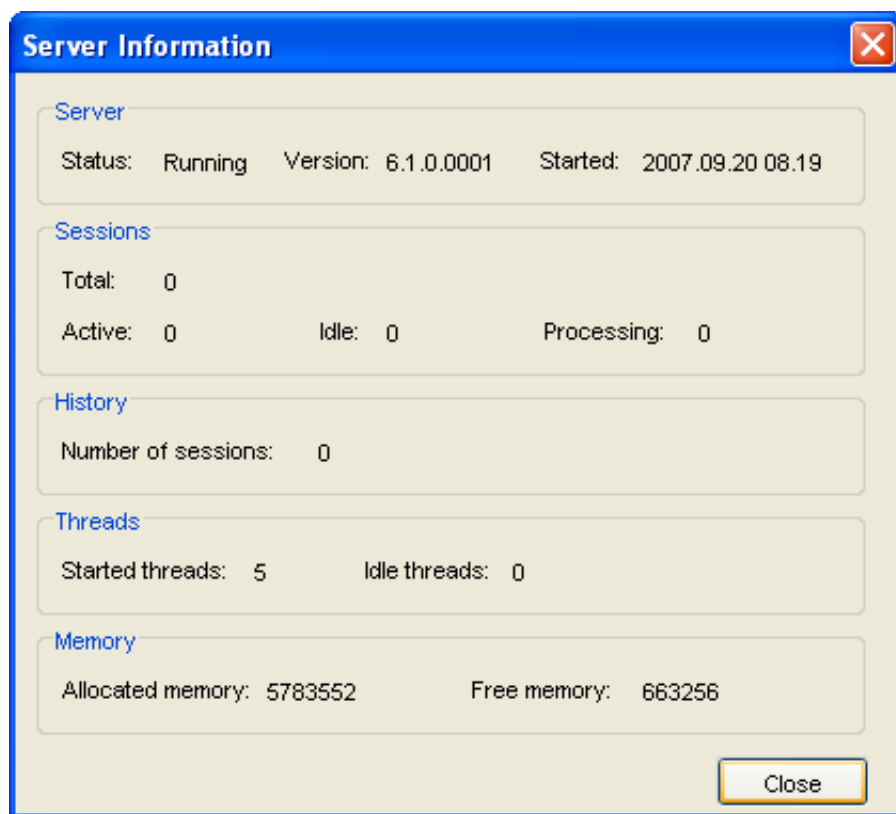 Server Information
Server
Status: Running Version: 6.1.0.0001 Started: 2007.09.20 08.19
Sessions
Total: 0
Active: 0 Idle: 0 Processing: 0
History
Number of sessions: 0
Threads
Started threads: 5 Idle threads: 0
Memory
Allocated memory: 5783552 Free memory: 663256
Close